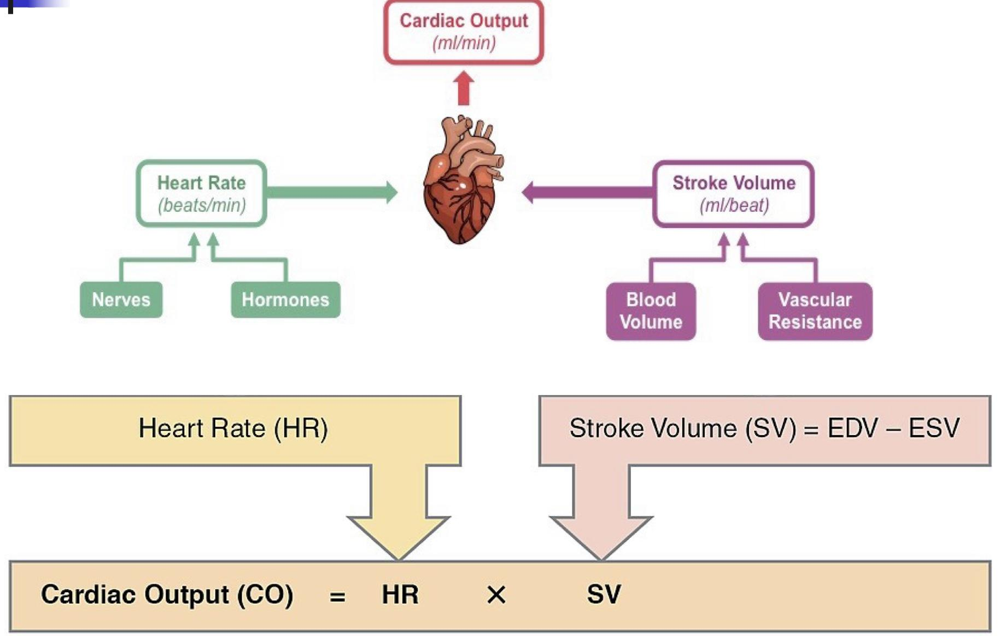 Cardiac Output
(ml/min)
Heart Rate
(beats/min)
Stroke Volume
(ml/beat)
Nerves
Hormones
Blood
Volume
Vascular
Resistance
Heart Rate (HR)
Stroke Volume (SV) = EDV – ESV
Cardiac Output (CO) = HR × SV